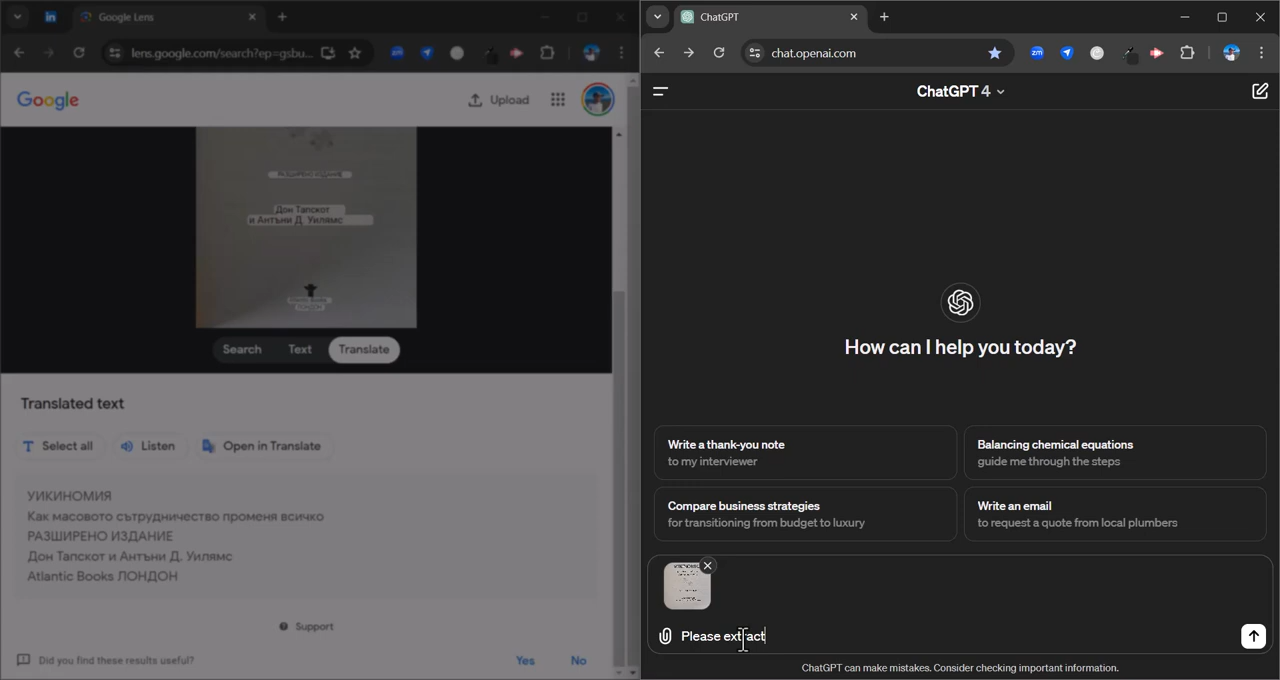 Google Lens
lens.google.com/search?ep=gsbu...
Google
Upload
РАЗШИРЕНО ИЗДАНИЕ
Дон Тапскот
и Антъни Д. Уилямс
ЛОНДОН
Search
Text
Translate
Translated text
Select all
Listen
Open in Translate
УИКИНОМИЯ
Как масовото сътрудничество променя всичко
РАЗШИРЕНО ИЗДАНИЕ
Дон Тапскот и Антъни Д. Уилямс
Atlantic Books ЛОНДОН
Support
Did you find these results useful?
Yes
No
ChatGPT
chat.openai.com
zm
ChatGPT 4
How can I help you today?
Write a thank-you note
to my interviewer
Balancing chemical equations
guide me through the steps
Compare business strategies
for transitioning from budget to luxury
Write an email
to request a quote from local plumbers
Please extract
ChatGPT can make mistakes. Consider checking important information.